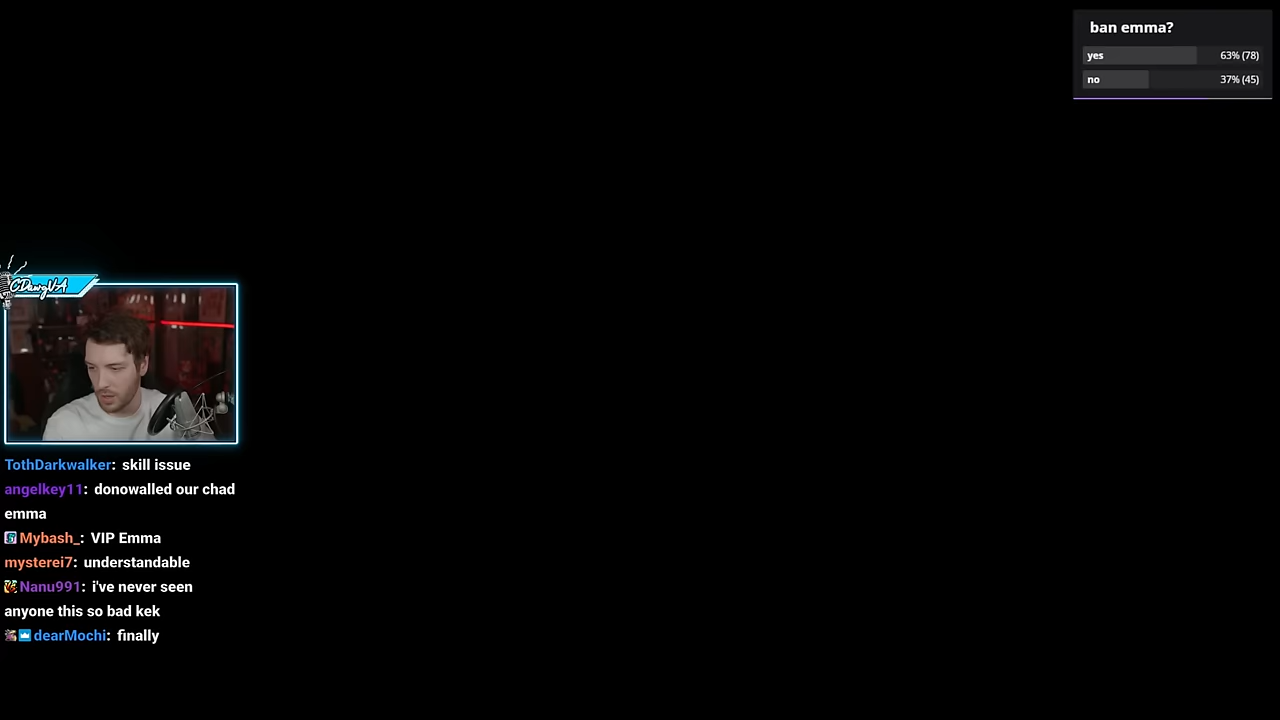 ban emma?
yes 63% (78)
no 37% (45)
CDawgVA
TothDarkwalker: skill issue
angelkey11: donowalled our chad
emma
Mybash_: VIP Emma
mysterei7: understandable
Nanu991: i've never seen
anyone this so bad kek
dearMochi: finally